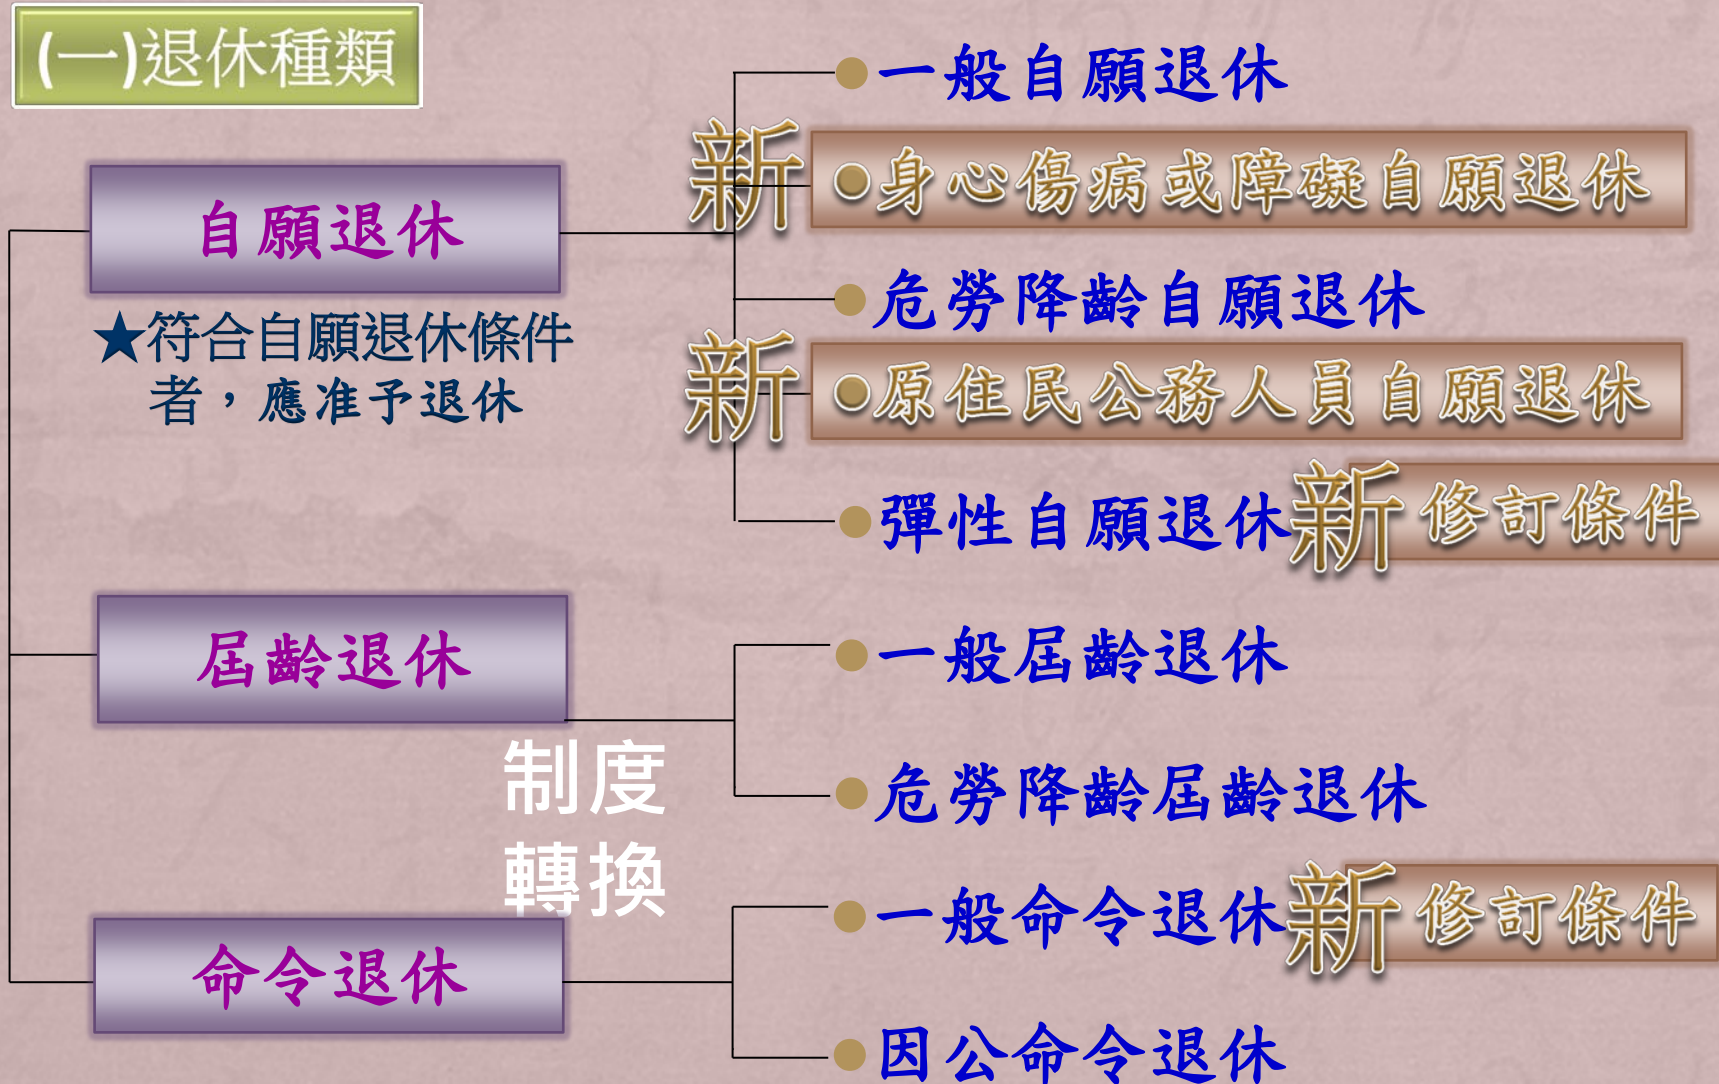 (一)退休種類
自願退休
★符合自願退休條件
者，應准予退休
●一般自願退休
新 ●身心傷病或障礙自願退休
●危勞降齡自願退休
新 ●原住民公務人員自願退休
●彈性自願退休 新 修訂條件
屆齡退休
●一般屆齡退休
●危勞降齡屆齡退休
制度
轉換
命令退休
●一般命令退休 新 修訂條件
●因公命令退休